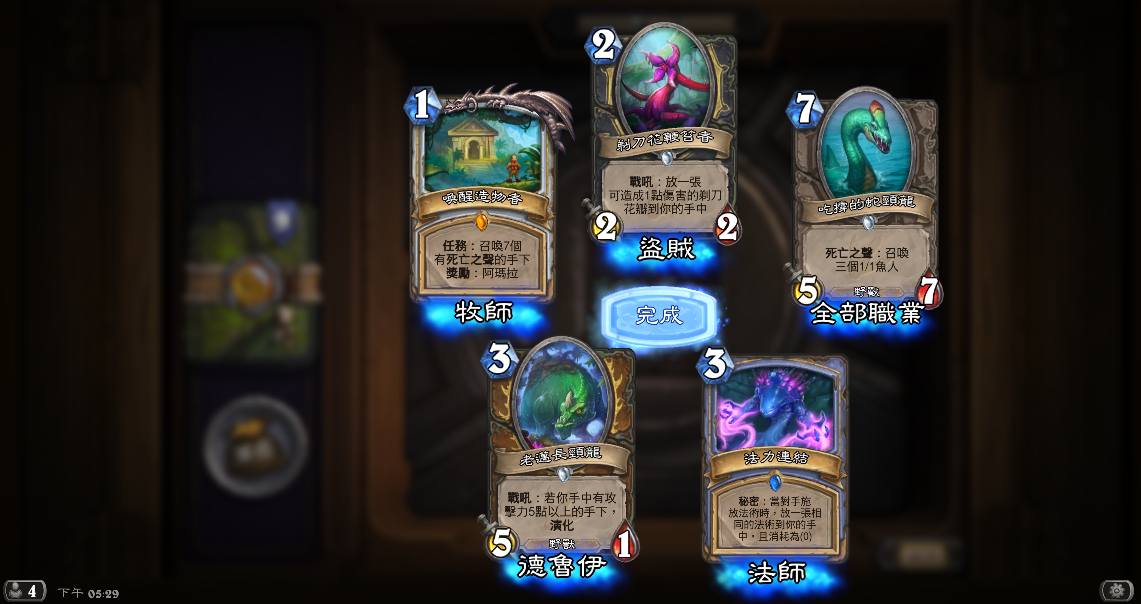 2
剃刀花鞭笞者
戰吼：放一張
可造成1點傷害的剃刀
花瓣到你的手中
2
2
盜賊
1
喚醒造物者
任務：召喚7個
有死亡之聲的手下
獎勵：阿瑪拉
牧師
7
吃撐的蛇頸龍
死亡之聲：召喚
三個1/1魚人
5
野獸
7
全部職業
完成
3
老邁長頸龍
戰吼：若你手中有攻
擊力5點以上的手下，
演化
5
野獸
1
德魯伊
3
法力連結
秘密：當對手施
放法術時，放一張相
同的法術到你的手
中，且消耗為(0)
法師
9
4
下午 05:29